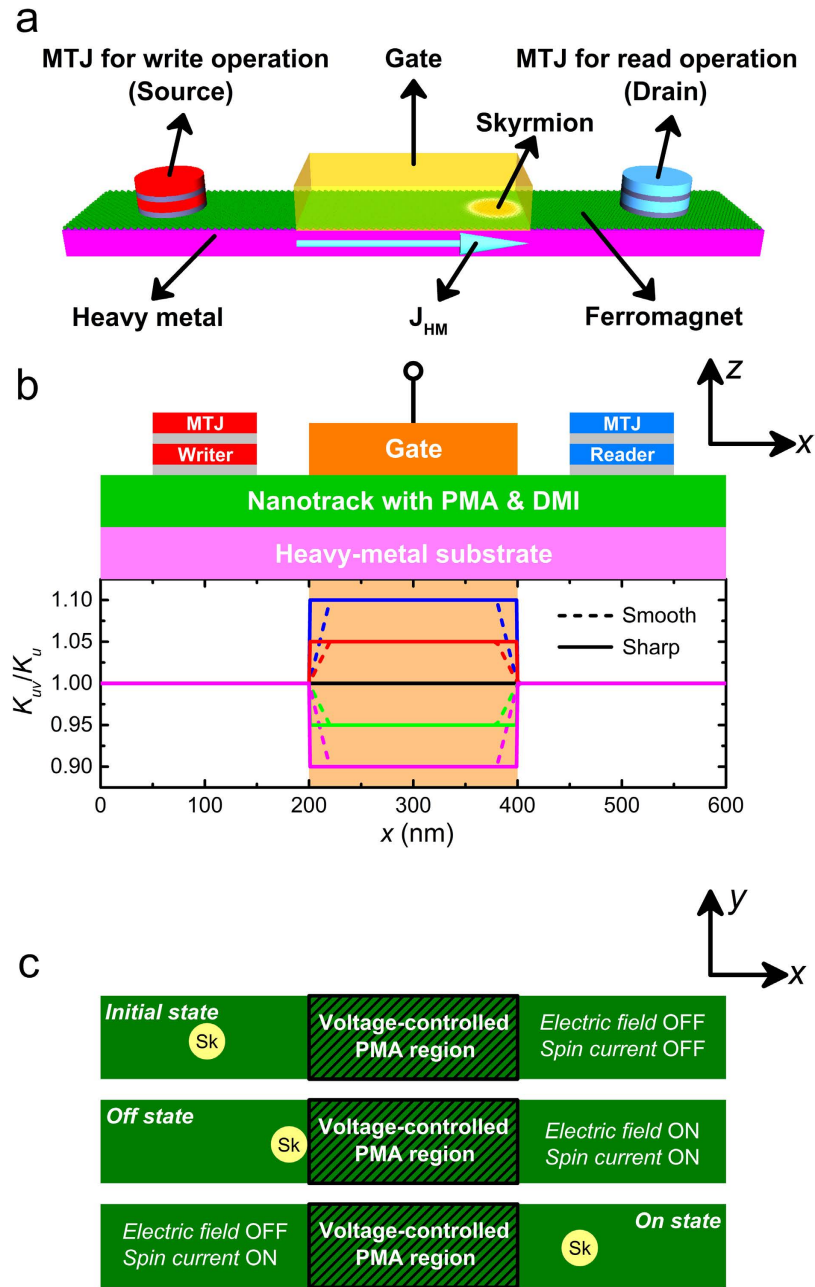 a
MTJ for write operation
(Source)
Gate
MTJ for read operation
(Drain)
Skyrmion
Heavy metal
J_HM
Ferromagnet
b
z
x
MTJ
Writer
Gate
MTJ
Reader
Nanotrack with PMA & DMI
Heavy-metal substrate
K_uv/K_u
1.10
1.05
1.00
0.95
0.90
Smooth
Sharp
0 100 200 300 400 500 600
x (nm)
y
x
c
Initial state
Sk
Voltage-controlled
PMA region
Electric field OFF
Spin current OFF
Off state
Sk
Voltage-controlled
PMA region
Electric field ON
Spin current ON
Electric field OFF
Spin current ON
Voltage-controlled
PMA region
On state
Sk